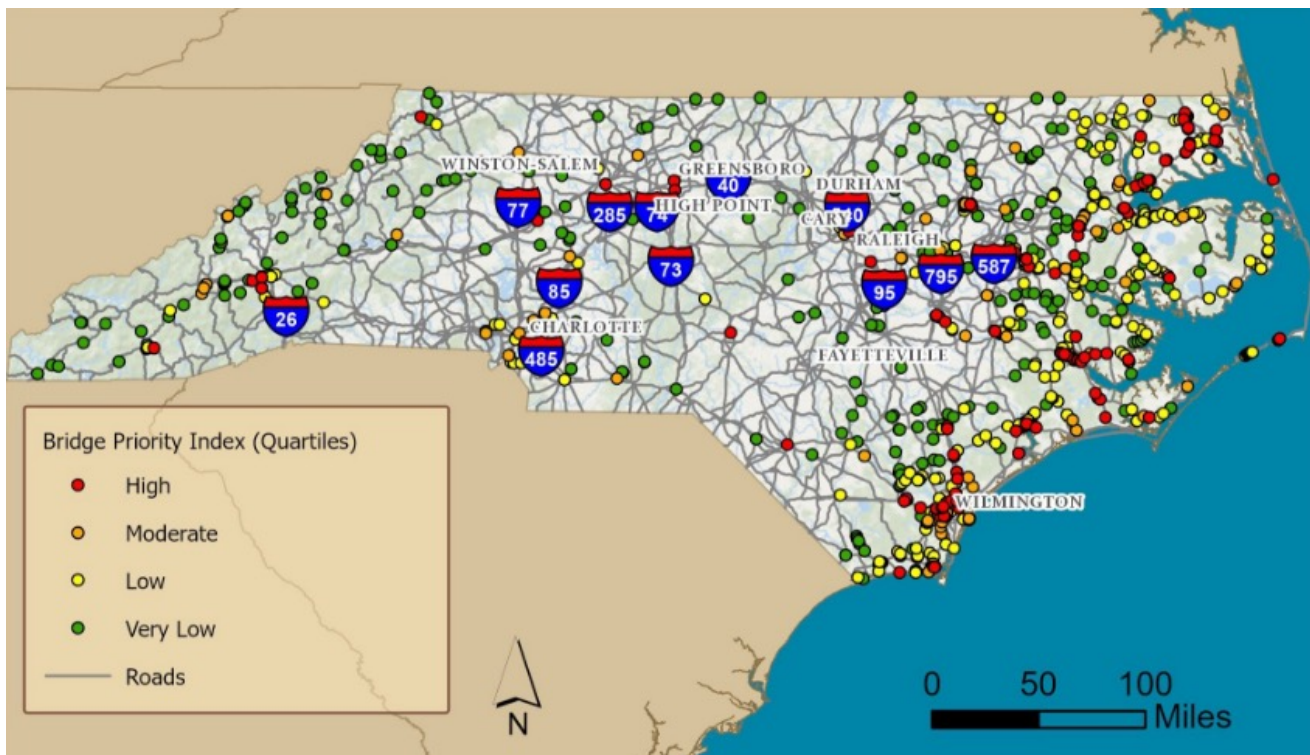 WINSTON-SALEM
GREENSBORO
40
DURHAM
77
285
74
HIGH POINT
CARY
RALEIGH
73
85
95
795
587
26
CHARLOTTE
485
FAYETTEVILLE
WILMINGTON
Bridge Priority Index (Quartiles)
High
Moderate
Low
Very Low
Roads
N
0 50 100
Miles